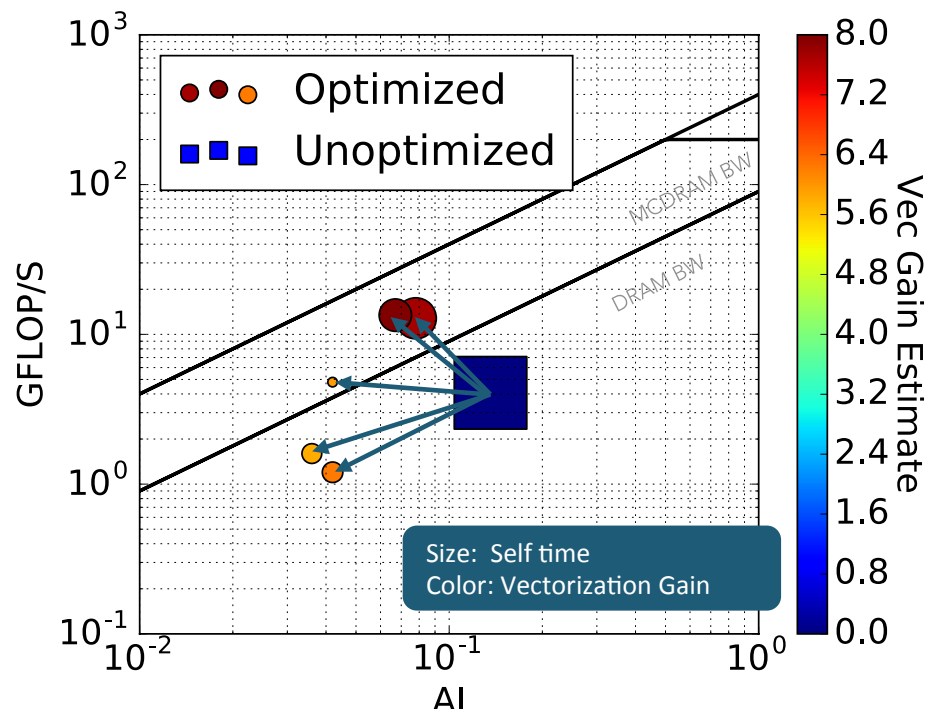 10³
10²
10¹
10⁰
10⁻¹
GFLOP/S
Optimized
Unoptimized
MCDRAM BW
DRAM BW
Size: Self time
Color: Vectorization Gain
10⁻²
10⁻¹
10⁰
AI
8.0
7.2
6.4
5.6
4.8
4.0
3.2
2.4
1.6
0.8
0.0
Vec Gain Estimate